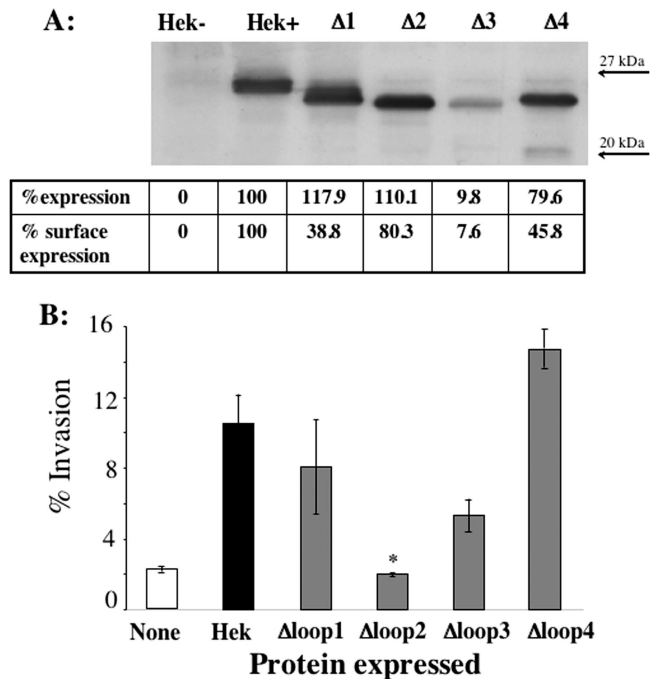 A:
Hek- Hek+ Δ1 Δ2 Δ3 Δ4
27 kDa
20 kDa
%expression 0 100 117.9 110.1 9.8 79.6
% surface expression 0 100 38.8 80.3 7.6 45.8
B:
16
12
8
4
0
% Invasion
*
None Hek Δloop1 Δloop2 Δloop3 Δloop4
Protein expressed